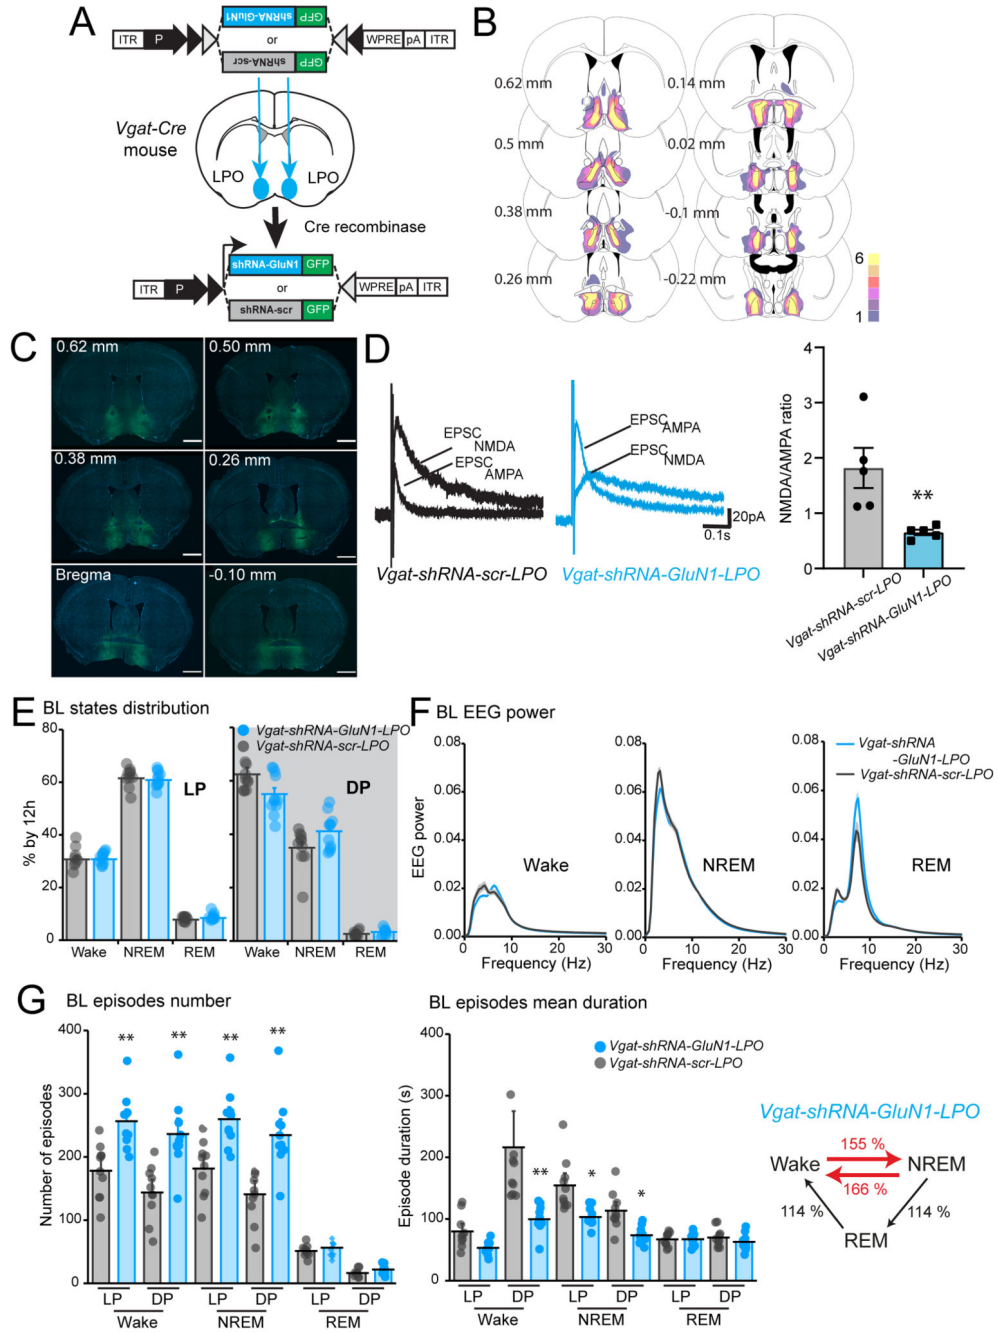 A
ITR P shRNA-GluN1 GFP WPRE pA ITR
or
shRNA-scr GFP
Vgat-Cre
mouse
LPO LPO
Cre recombinase
shRNA-GluN1 GFP
ITR P or WPRE pA ITR
shRNA-scr GFP
B
0.62 mm 0.14 mm
0.5 mm 0.02 mm
0.38 mm -0.1 mm
0.26 mm -0.22 mm
6
1
C
0.62 mm 0.50 mm
0.38 mm 0.26 mm
Bregma -0.10 mm
D
EPSC NMDA
EPSC AMPA
Vgat-shRNA-scr-LPO
EPSC AMPA
EPSC NMDA
20pA
0.1s
Vgat-shRNA-GluN1-LPO
NMDA/AMPA ratio
4
3
2
1
0
**
Vgat-shRNA-scr-LPO
Vgat-shRNA-GluN1-LPO
E BL states distribution
% by 12h
80
60
40
20
0
Vgat-shRNA-GluN1-LPO
Vgat-shRNA-scr-LPO
LP DP
Wake NREM REM Wake NREM REM
F BL EEG power
EEG power
0.08 0.08 0.08
0.06 0.06 0.06
0.04 0.04 0.04
0.02 0.02 0.02
0.00 0.00 0.00
Vgat-shRNA
-GluN1-LPO
Vgat-shRNA-scr-LPO
Wake NREM REM
0 10 20 30 0 10 20 30 0 10 20 30
Frequency (Hz) Frequency (Hz) Frequency (Hz)
G BL episodes number
Number of episodes
400
300
200
100
0
** ** ** **
LP DP LP DP LP DP
Wake NREM REM
BL episodes mean duration
Episode duration (s)
400
300
200
100
0
Vgat-shRNA-GluN1-LPO
Vgat-shRNA-scr-LPO
** * *
LP DP LP DP LP DP
Wake NREM REM
Vgat-shRNA-GluN1-LPO
155 %
Wake NREM
166 %
114 % 114 %
REM